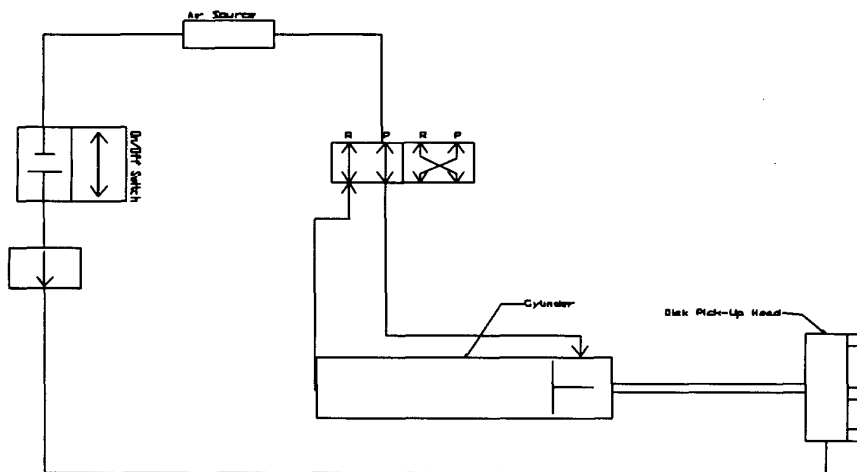 Air Source
On/Off Switch
R P R P
Cylinder
Disk Pick-Up Head